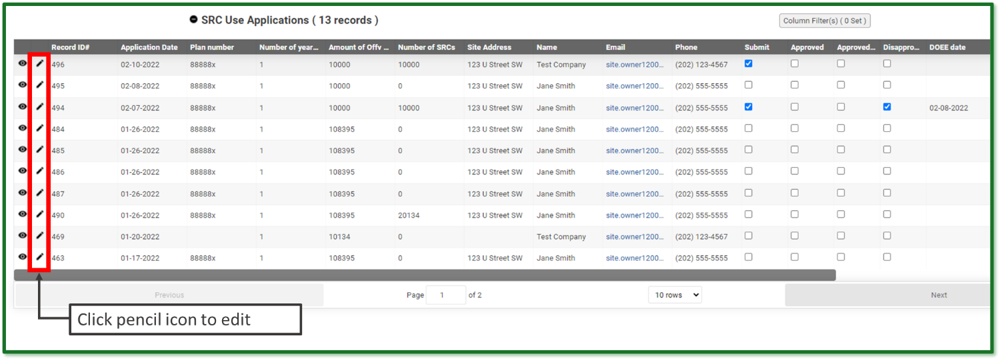 SRC Use Applications ( 13 records )
Column Filter(s) ( 0 Set )
Record ID# Application Date Plan number Number of year... Amount of Offv ... Number of SRCs Site Address Name Email Phone Submit Approved Approved... Disappro... DOEE date
496 02-10-2022 88888x 1 10000 10000 123 U Street SW Test Company site.owner1200... (202) 123-4567
495 02-08-2022 88888x 1 10000 0 123 U Street SW Jane Smith site.owner1200... (202) 555-5555
494 02-07-2022 88888x 1 10000 10000 123 U Street SW Jane Smith site.owner1200... (202) 555-5555 02-08-2022
484 01-26-2022 88888x 1 108395 0 123 U Street SW Jane Smith site.owner1200... (202) 555-5555
485 01-26-2022 88888x 1 108395 0 123 U Street SW Jane Smith site.owner1200... (202) 555-5555
486 01-26-2022 88888x 1 108395 0 123 U Street SW Jane Smith site.owner1200... (202) 555-5555
487 01-26-2022 88888x 1 108395 0 123 U Street SW Jane Smith site.owner1200... (202) 555-5555
490 01-26-2022 88888x 1 108395 20134 123 U Street SW Jane Smith site.owner1200... (202) 555-5555
469 01-20-2022 1 10134 0 Test Company site.owner1200... (202) 123-4567
463 01-17-2022 88888x 1 108395 0 123 U Street SW Jane Smith site.owner1200... (202) 555-5555
Previous Page 1 of 2 10 rows Next
Click pencil icon to edit